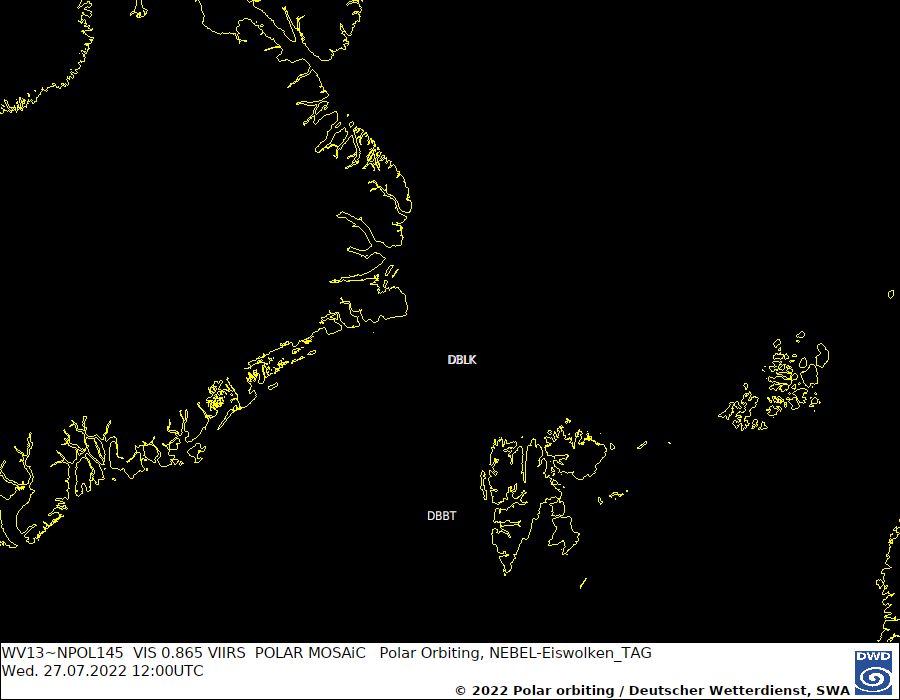 DBLK
DBBT
WV13~NPOL145 VIS 0.865 VIIRS POLAR MOSAiC Polar Orbiting, NEBEL-Eiswolken_TAG
Wed. 27.07.2022 12:00UTC
DWD
© 2022 Polar orbiting / Deutscher Wetterdienst, SWA